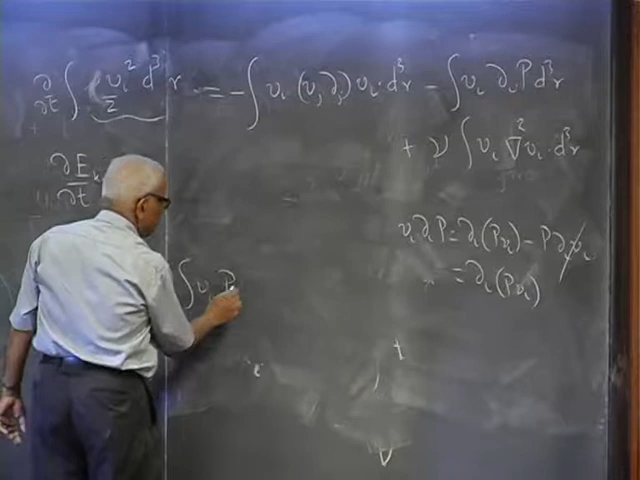 ∂/∂t ∫ v_i²/2 d³r = - ∫ v_i (v_j ∂_j) v_i d³r - ∫ v_i ∂_i P d³r
+ ν ∫ v_i ∇² v_i d³r
∂E_k/∂t
v_i ∂_i P = ∂_i (P v_i) - P ∂_i v_i
= ∂_i (P v_i)
∫ v_i P